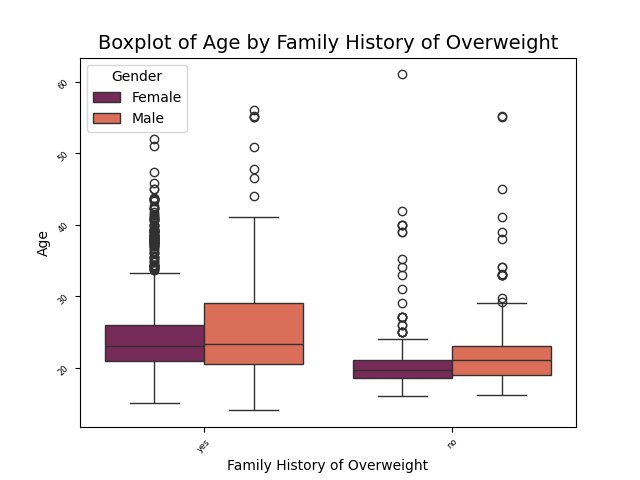 Boxplot of Age by Family History of Overweight
Gender
Female
Male
60
50
40
30
20
Age
yes
no
Family History of Overweight